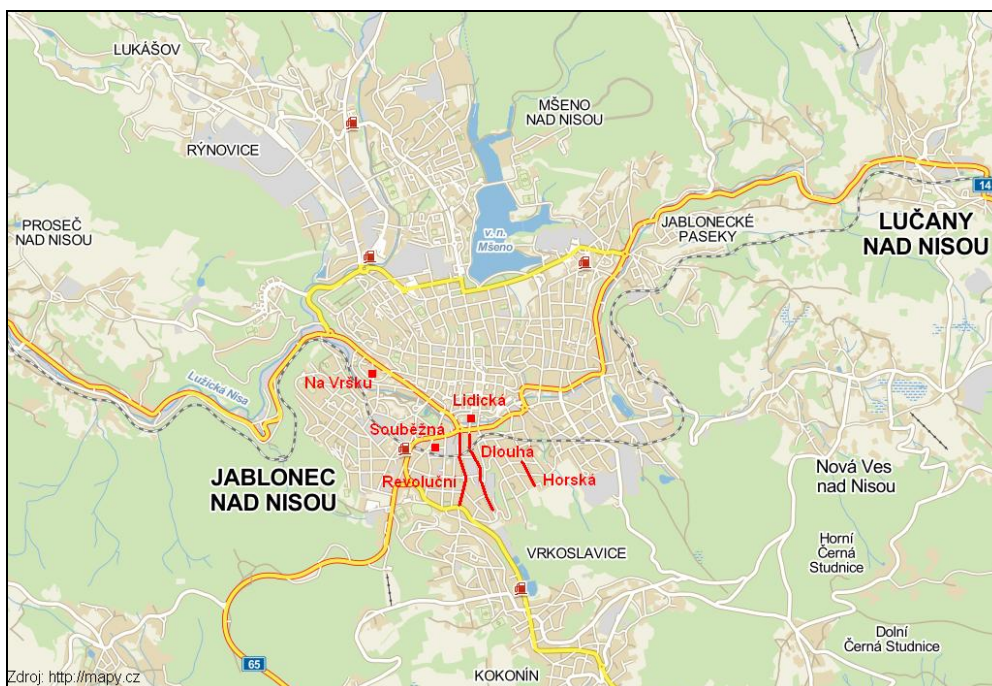 LUKÁŠOV
MŠENO
NAD NISOU
RÝNOVICE
14
PROSEČ
NAD NISOU
v. n.
Mšeno
JABLONECKÉ
PASEKY
LUČANY
NAD NISOU
Lužická Nisa
Na Vršku
Lidická
Souběžná
Dlouhá
Revoluční
Horská
JABLONEC
NAD NISOU
Nová Ves
nad Nisou
VRKOSLAVICE
Horní
Černá
Studnice
Dolní
Černá Studnice
65
KOKONÍN
Zdroj: http://mapy.cz